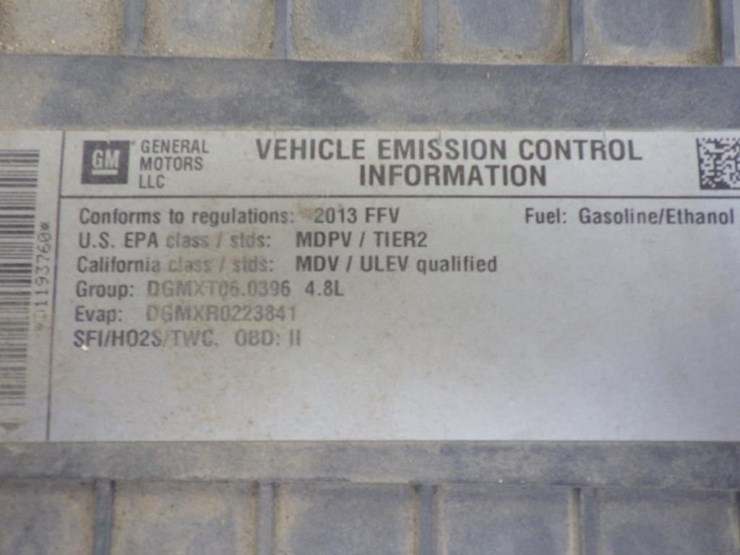 GM GENERAL MOTORS LLC
VEHICLE EMISSION CONTROL
INFORMATION
Conforms to regulations: 2013 FFV Fuel: Gasoline/Ethanol
U.S. EPA class / stds: MDPV / TIER2
California class / stds: MDV / ULEV qualified
Group: DGMXT06.0396 4.8L
Evap: DGMXR0223841
SFI/HO2S/TWC. OBD: II